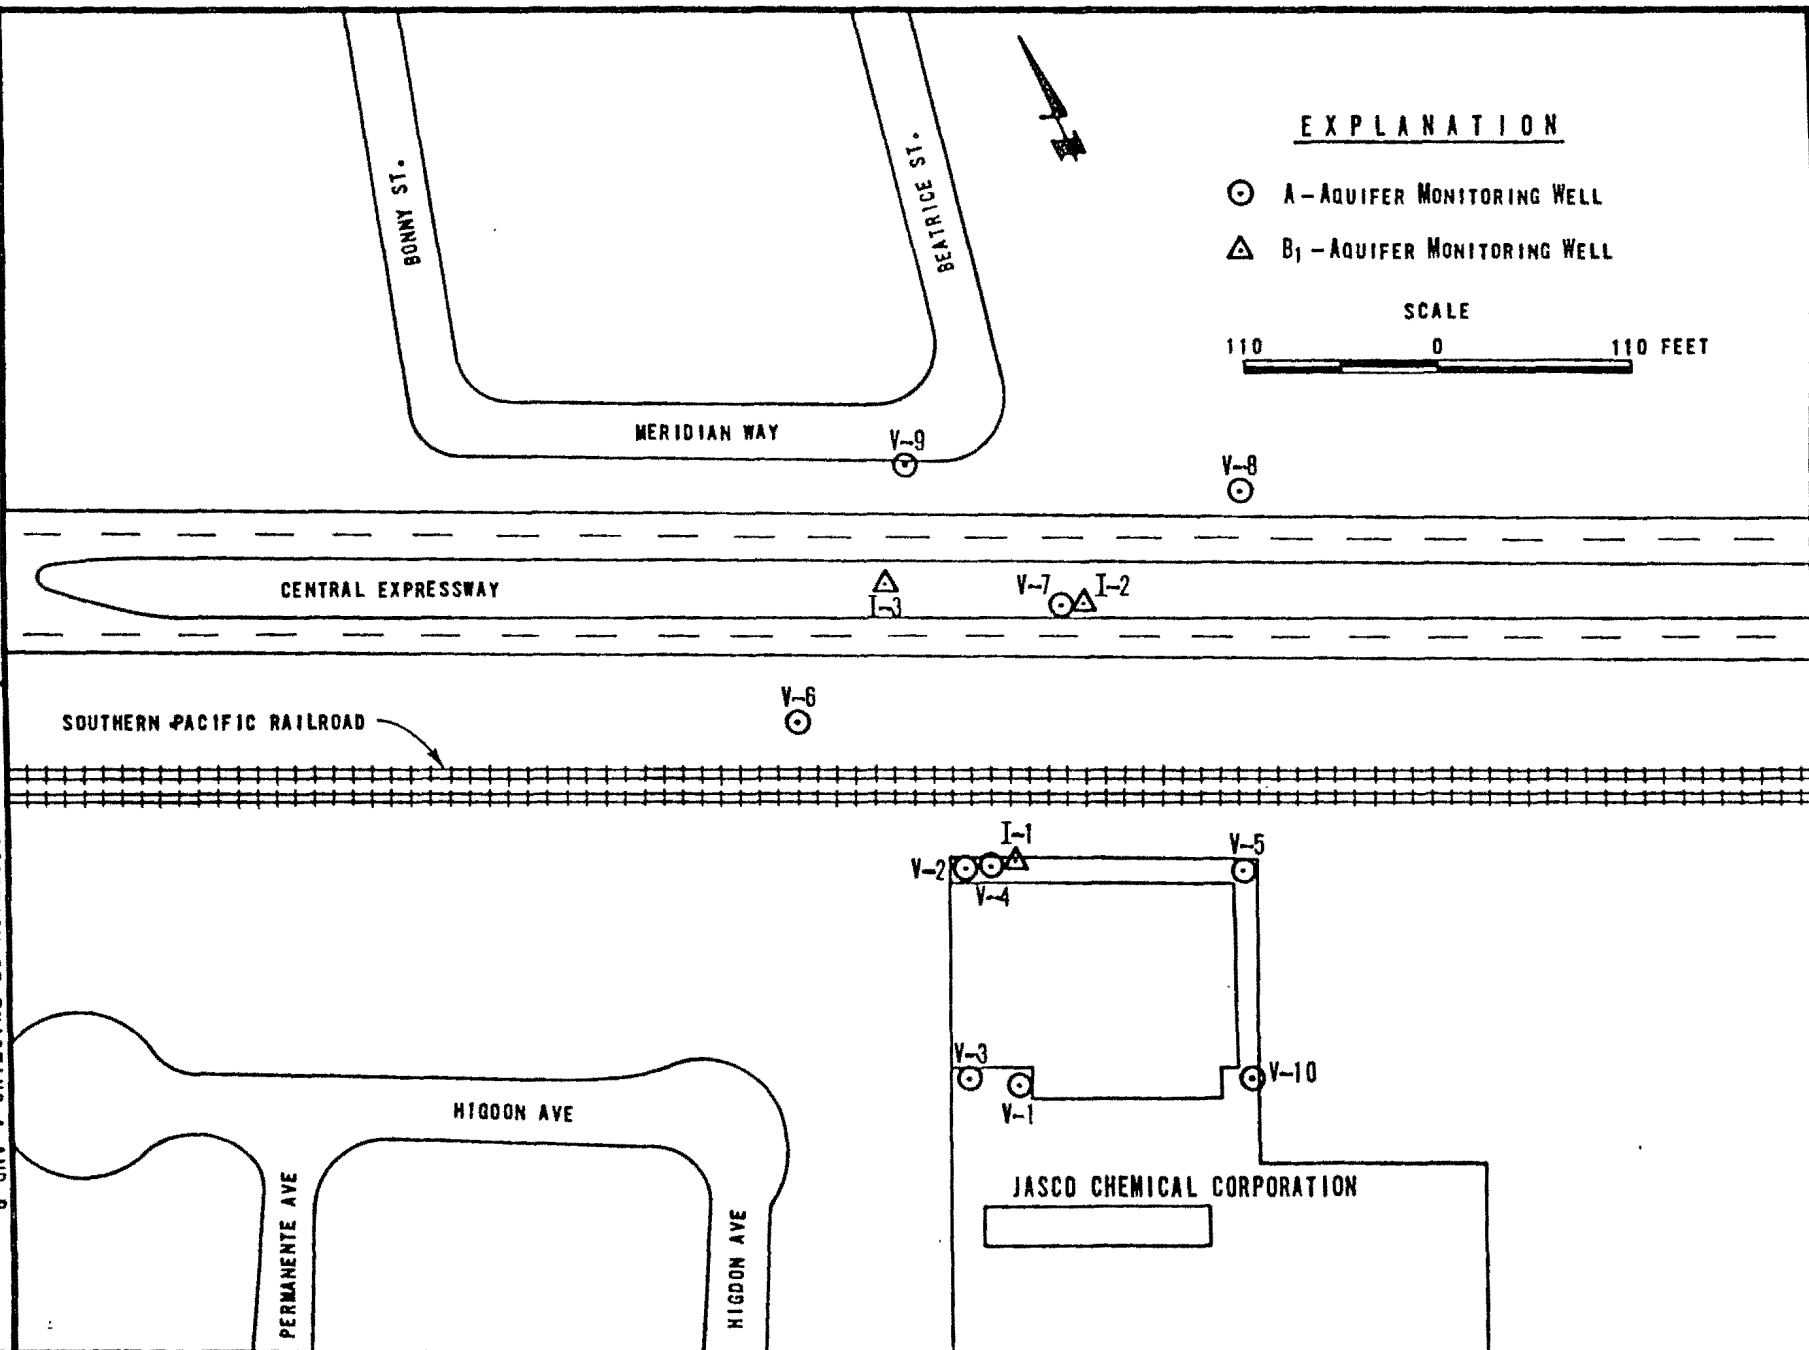 BONNY ST.
BEATRICE ST.
EXPLANATION
A-AQUIFER MONITORING WELL
B1-AQUIFER MONITORING WELL
SCALE
110 0 110 FEET
MERIDIAN WAY
V-9
V-8
CENTRAL EXPRESSWAY
I-3
V-7
I-2
V-6
SOUTHERN PACIFIC RAILROAD
I-1
V-2
V-4
V-5
V-3
V-1
V-10
HIGDON AVE
PERMANENTE AVE
HIGDON AVE
JASCO CHEMICAL CORPORATION